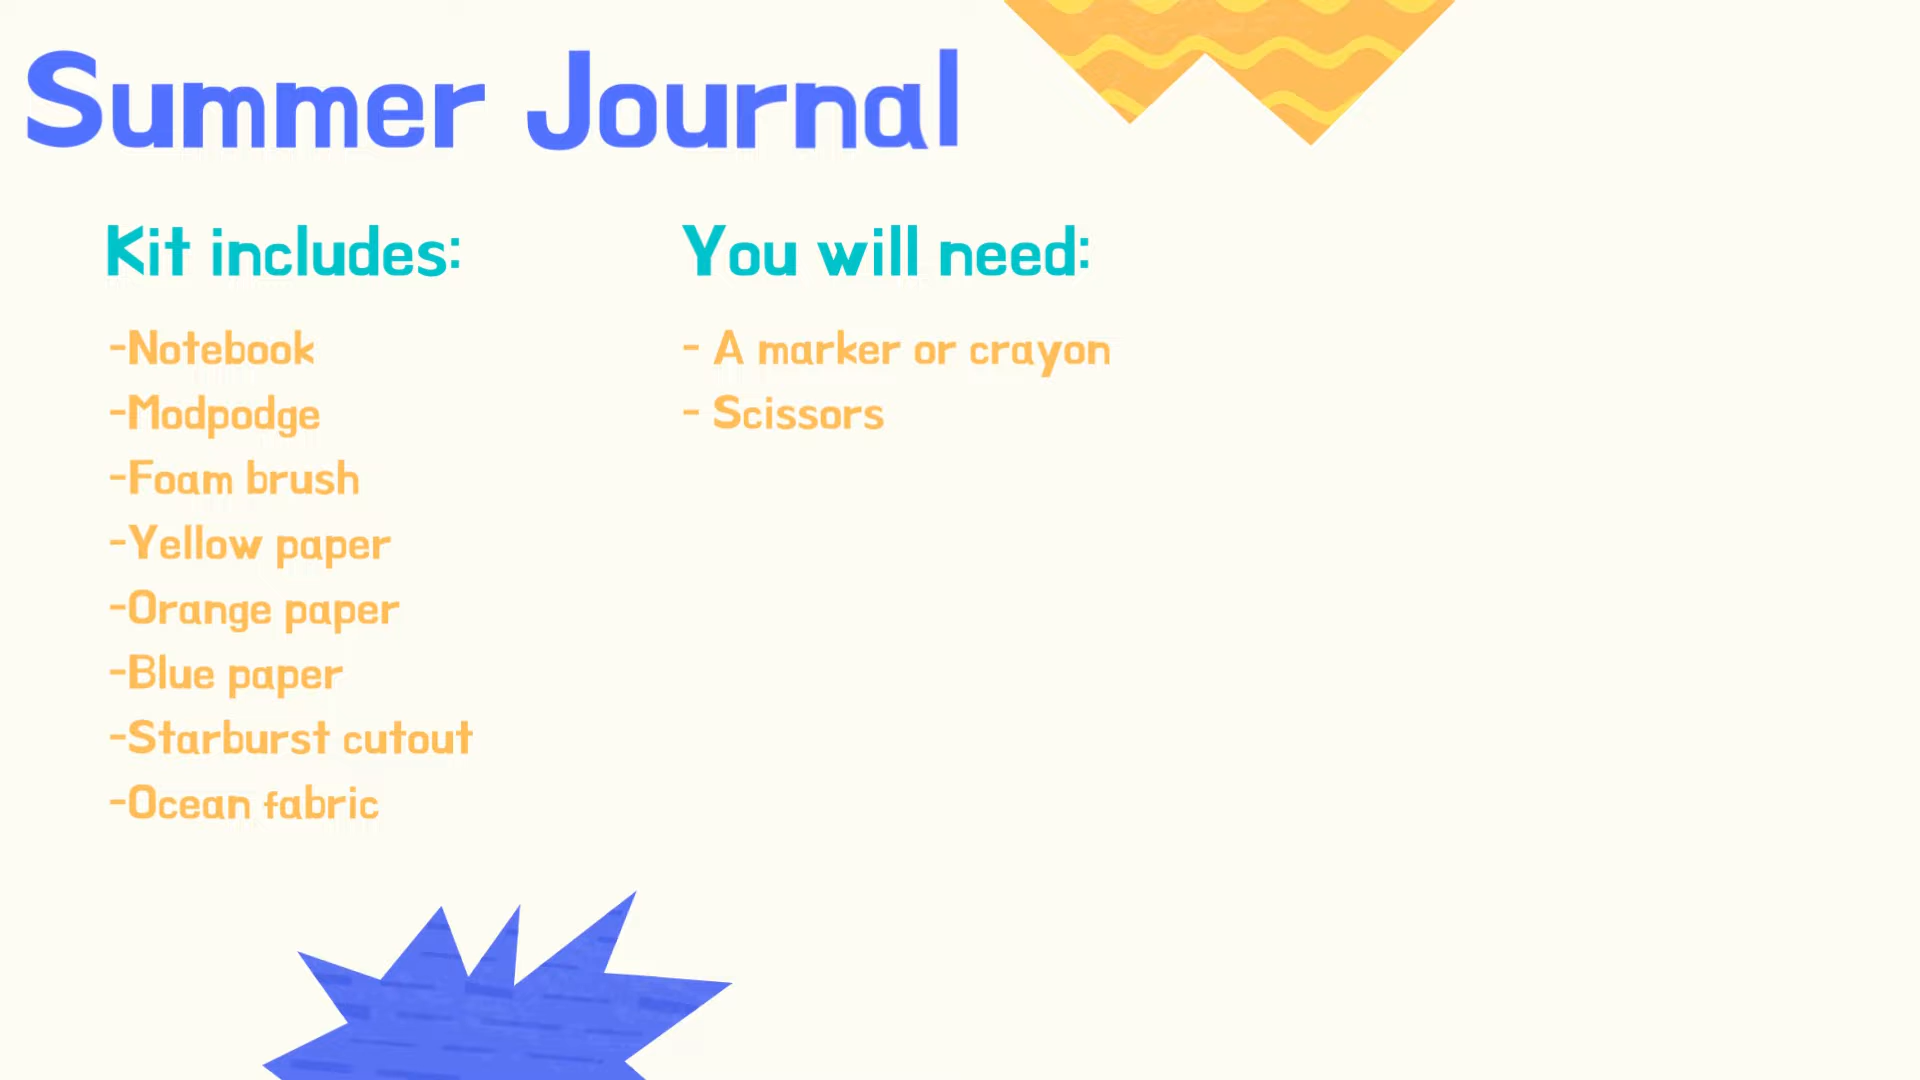 Summer Journal
Kit includes:
-Notebook
-Modpodge
-Foam brush
-Yellow paper
-Orange paper
-Blue paper
-Starburst cutout
-Ocean fabric
You will need:
- A marker or crayon
- Scissors